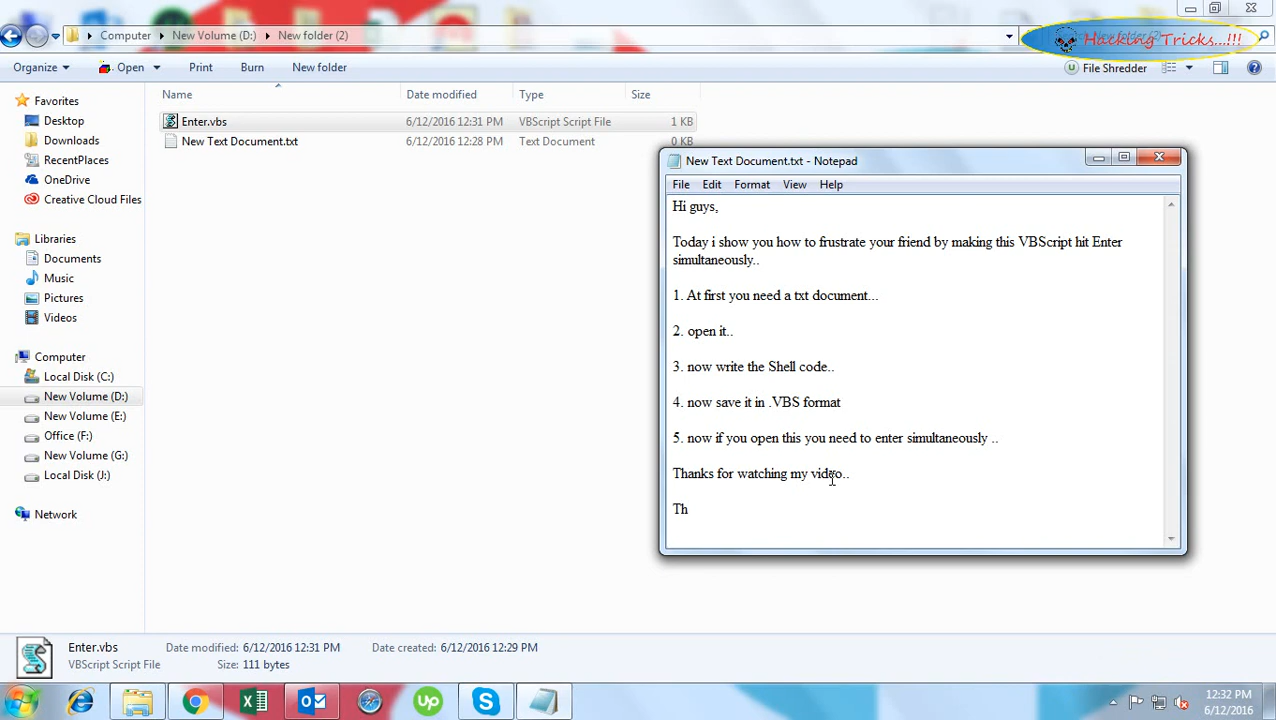 Computer New Volume (D:) New folder (2)
Hacking Tricks...!!!
Organize Open Print Burn New folder File Shredder
Name Date modified Type Size
Favorites
Desktop
Downloads
RecentPlaces
OneDrive
Creative Cloud Files
Libraries
Documents
Music
Pictures
Videos
Computer
Local Disk (C:)
New Volume (D:)
New Volume (E:)
Office (F:)
New Volume (G:)
Local Disk (J:)
Network
Enter.vbs 6/12/2016 12:31 PM VBScript Script File 1 KB
New Text Document.txt 6/12/2016 12:28 PM Text Document 0 KB
New Text Document.txt - Notepad
File Edit Format View Help
Hi guys,
Today i show you how to frustrate your friend by making this VBScript hit Enter
simultaneously..
1. At first you need a txt document...
2. open it..
3. now write the Shell code..
4. now save it in .VBS format
5. now if you open this you need to enter simultaneously ..
Thanks for watching my video..
Th
Enter.vbs Date modified: 6/12/2016 12:31 PM Date created: 6/12/2016 12:29 PM
VBScript Script File Size: 111 bytes
12:32 PM
6/12/2016